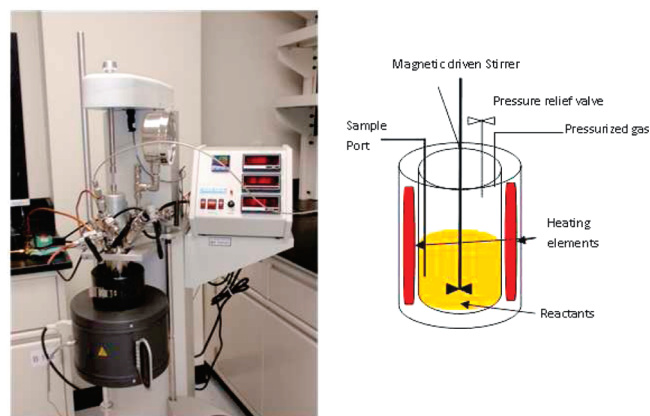 Magnetic driven Stirrer
Pressure relief valve
Sample
Port
Pressurized gas
Heating
elements
Reactants